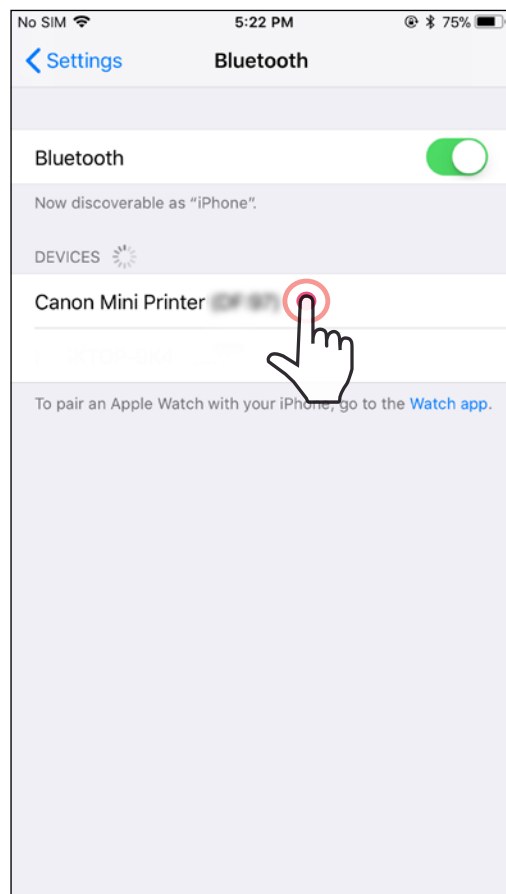 No SIM 5:22 PM 75%
Settings Bluetooth
Bluetooth
Now discoverable as “iPhone”.
DEVICES
Canon Mini Printer
To pair an Apple Watch with your iPhone, go to the Watch app.